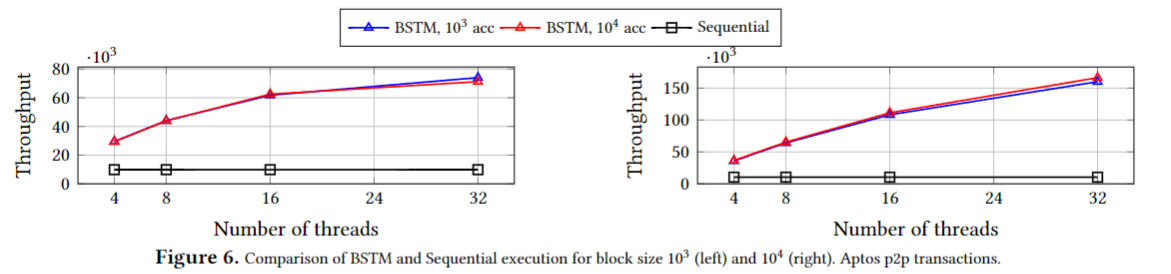 BSTM, 10³ acc BSTM, 10⁴ acc Sequential
·10³
80
60
40
20
0
Throughput
4 8 16 24 32
Number of threads
·10³
150
100
50
0
Throughput
4 8 16 24 32
Number of threads
Figure 6. Comparison of BSTM and Sequential execution for block size 10³ (left) and 10⁴ (right). Aptos p2p transactions.